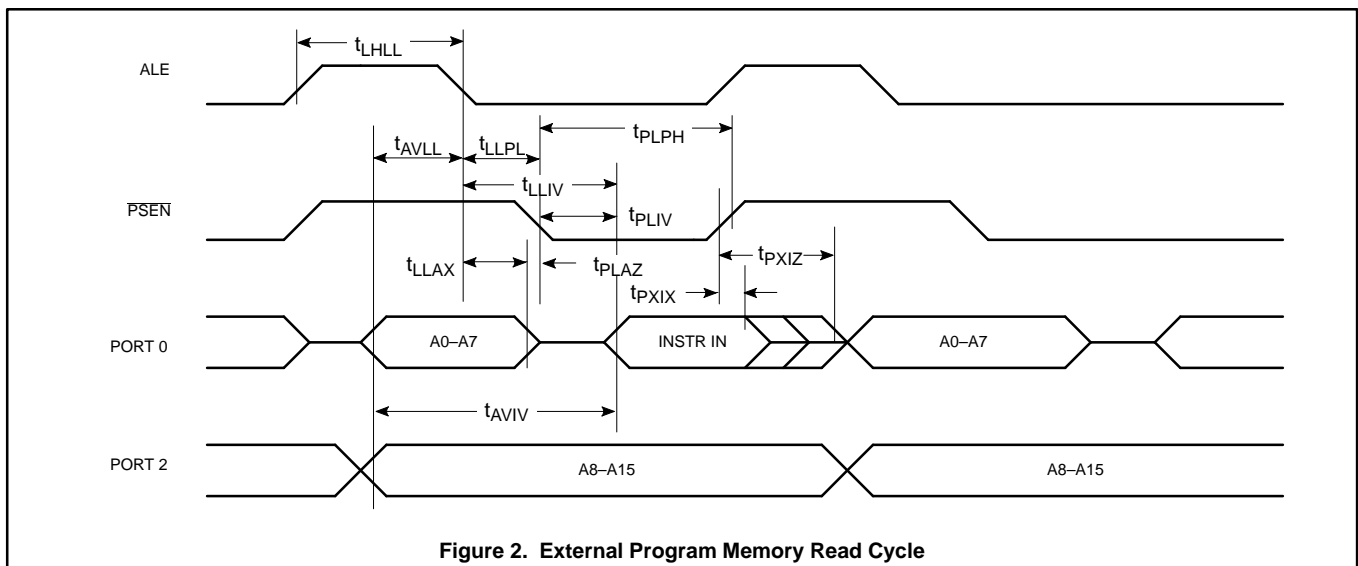 tLHLL
ALE
tPLPH
tAVLL
tLLPL
tLLIV
PSEN
tPLIV
tLLAX
tPLAZ
tPXIZ
tPXIX
PORT 0
A0–A7
INSTR IN
A0–A7
tAVIV
PORT 2
A8–A15
A8–A15
Figure 2. External Program Memory Read Cycle